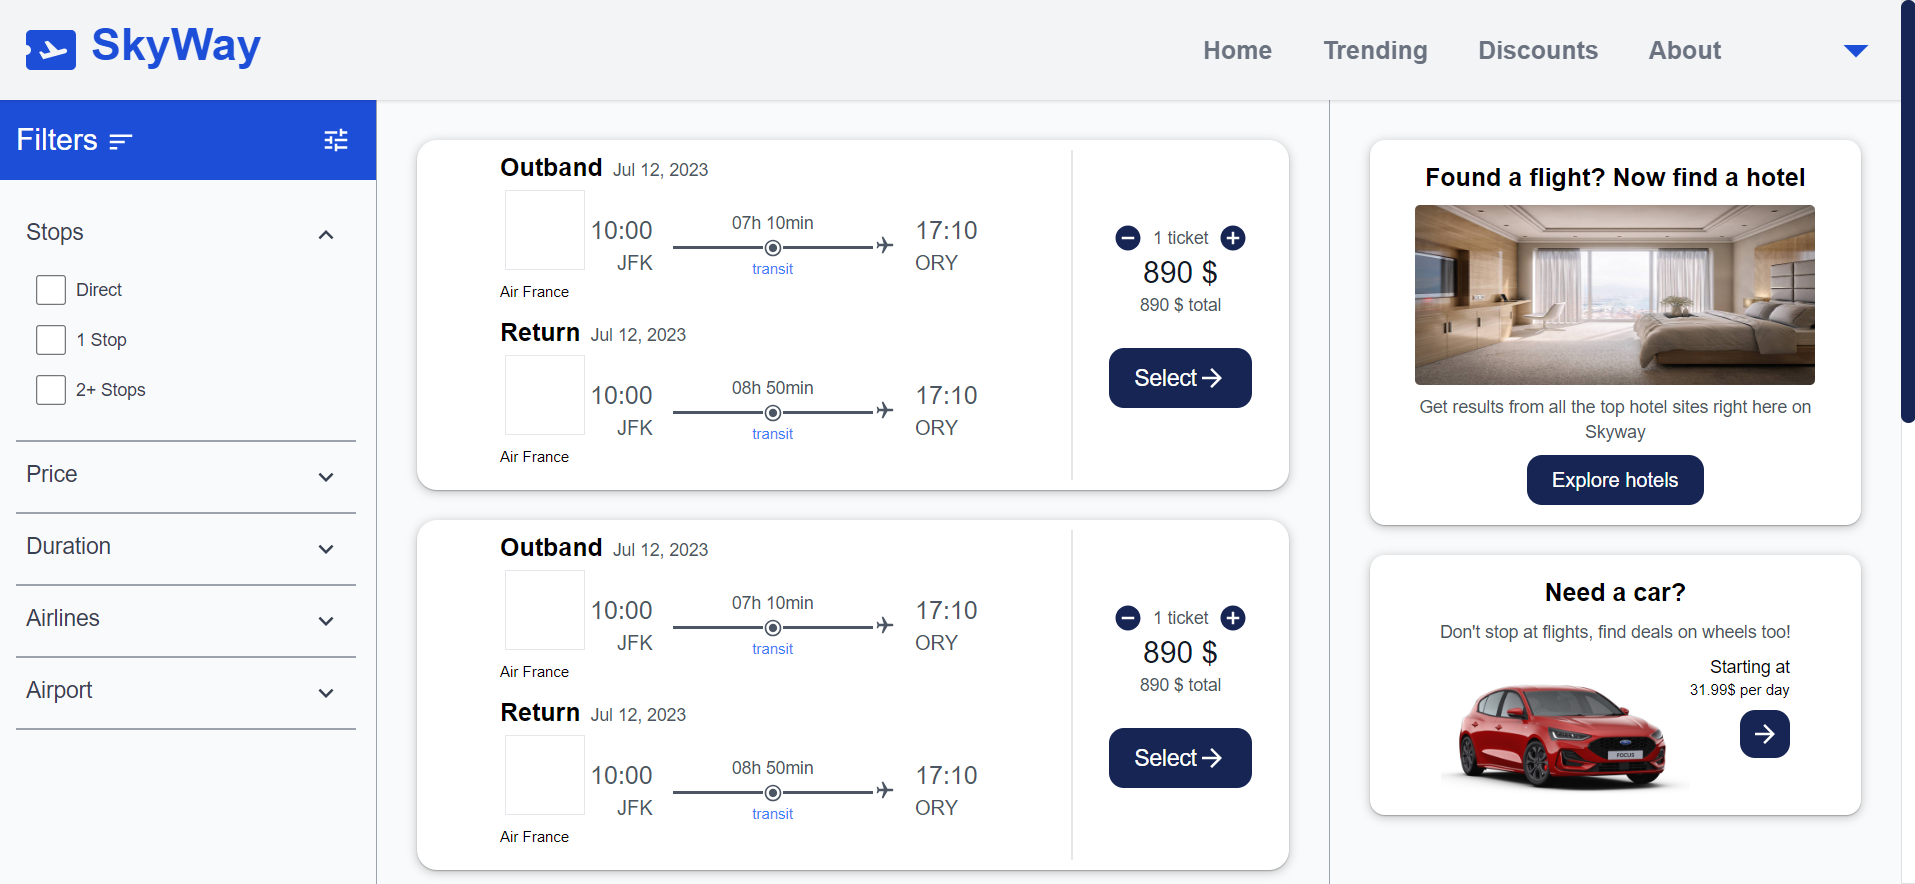 SkyWay
Home
Trending
Discounts
About
Filters
Stops
Direct
1 Stop
2+ Stops
Price
Duration
Airlines
Airport
Outband Jul 12, 2023
10:00
JFK
07h 10min
transit
17:10
ORY
Air France
Return Jul 12, 2023
10:00
JFK
08h 50min
transit
17:10
ORY
Air France
1 ticket
890 $
890 $ total
Select
Outband Jul 12, 2023
10:00
JFK
07h 10min
transit
17:10
ORY
Air France
Return Jul 12, 2023
10:00
JFK
08h 50min
transit
17:10
ORY
Air France
1 ticket
890 $
890 $ total
Select
Found a flight? Now find a hotel
Get results from all the top hotel sites right here on
Skyway
Explore hotels
Need a car?
Don't stop at flights, find deals on wheels too!
Starting at
31.99$ per day
FOCUS